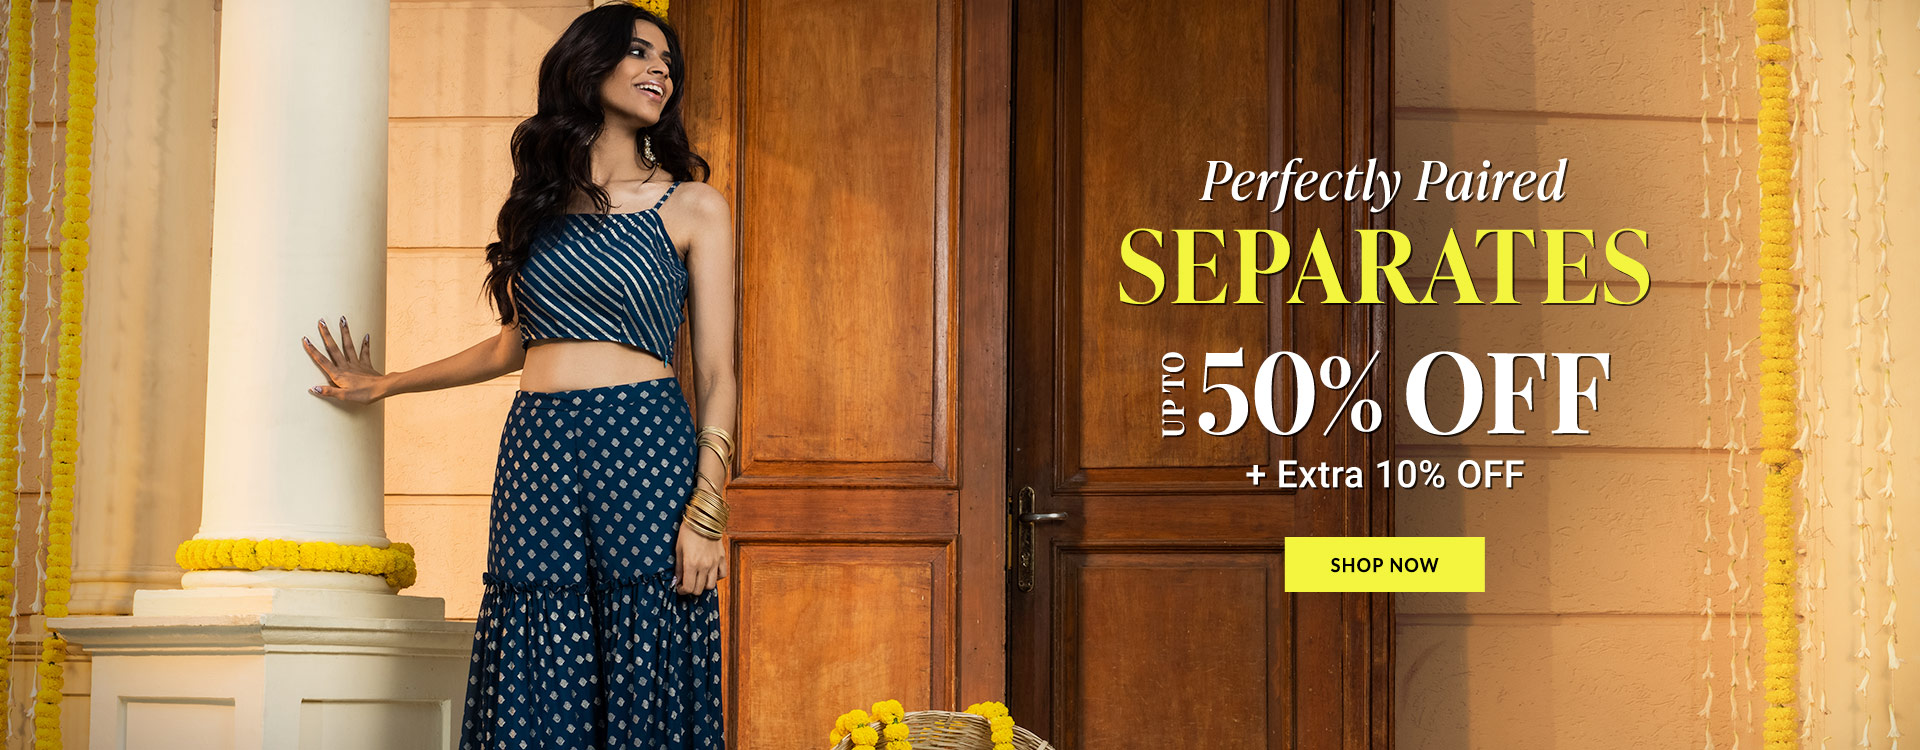 Perfectly Paired
SEPARATES
UP TO
50% OFF
+ Extra 10% OFF
SHOP NOW